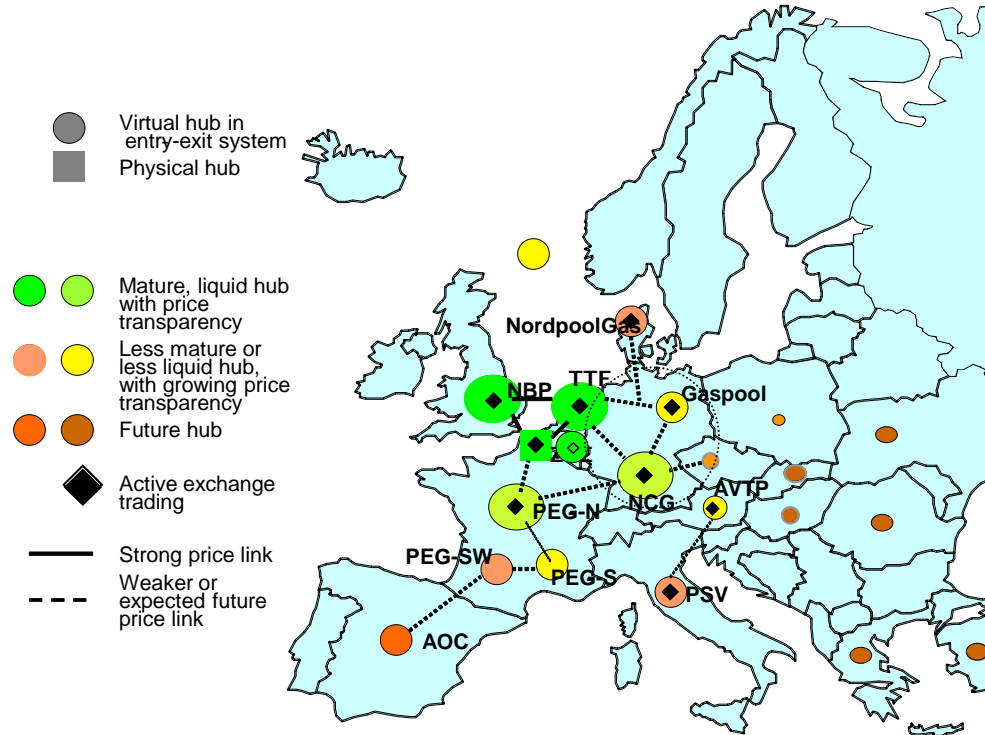 Virtual hub in
entry-exit system
Physical hub
Mature, liquid hub
with price
transparency
Less mature or
less liquid hub,
with growing price
transparency
Future hub
Active exchange
trading
Strong price link
Weaker or
expected future
price link
NordpoolGas
NBP
TTF
Gaspool
NCG
AVTP
PEG-N
PEG-SW
PEG-S
PSV
AOC